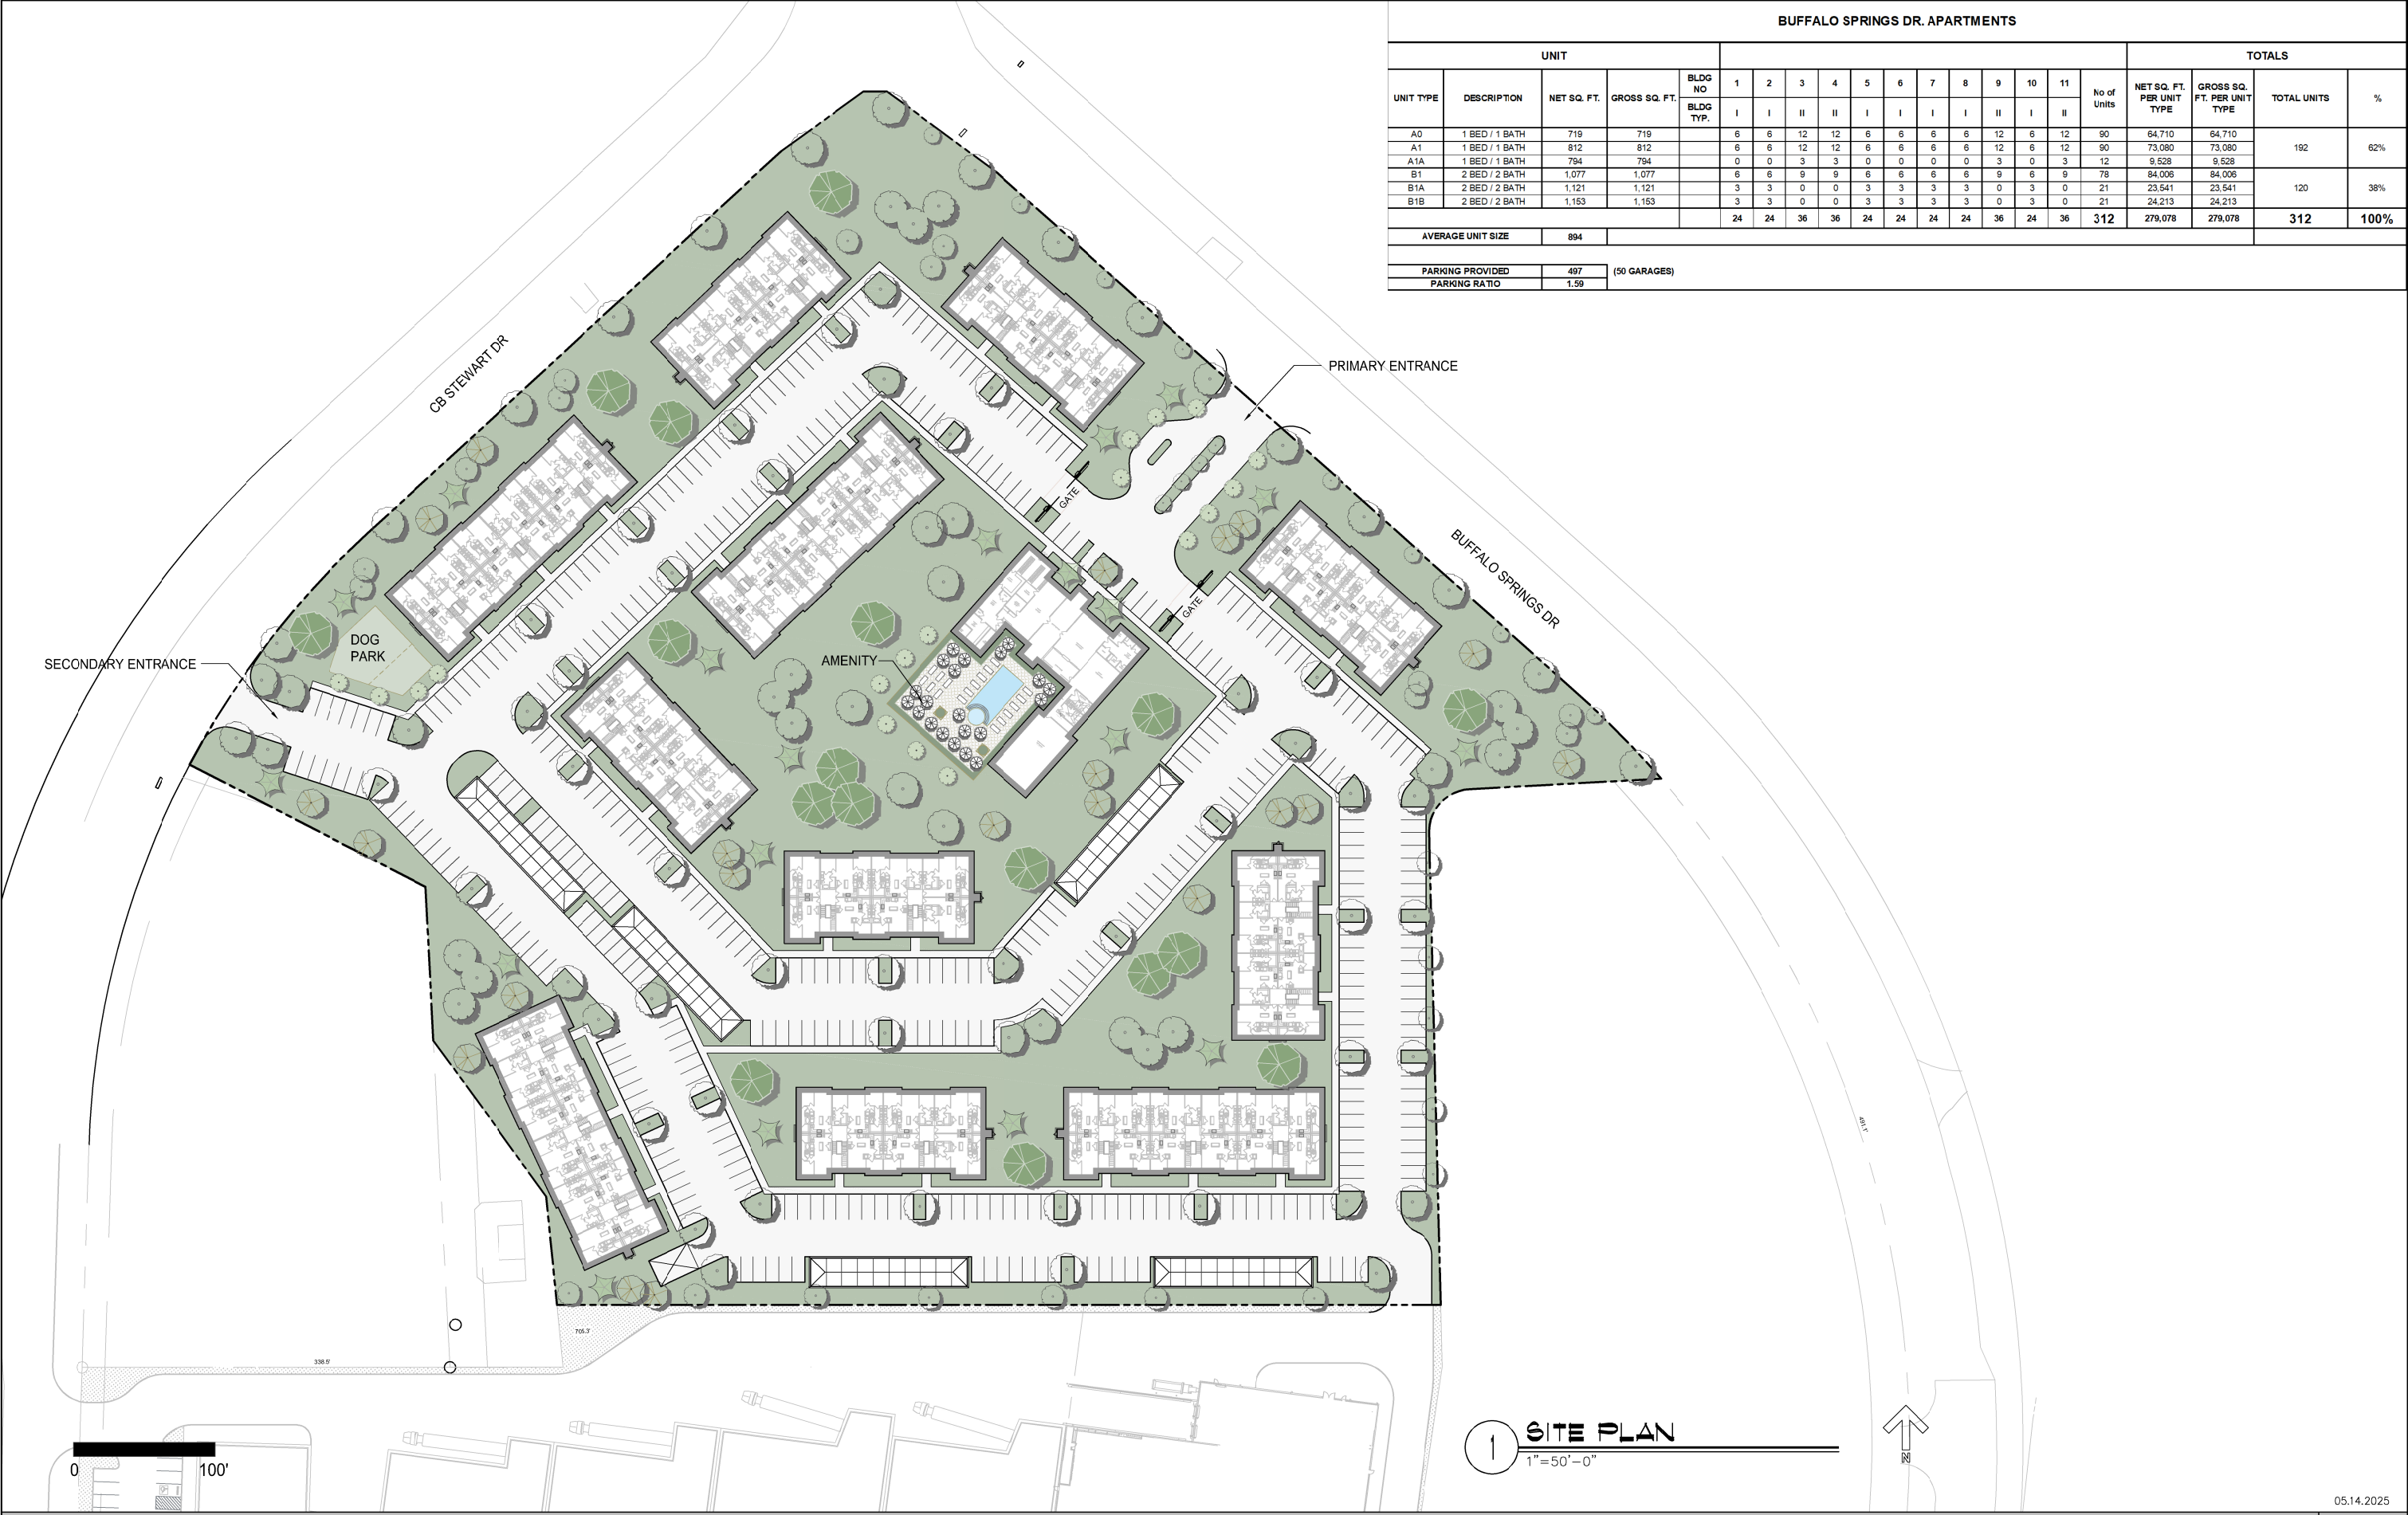 BUFFALO SPRINGS DR. APARTMENTS
UNIT TOTALS
UNIT TYPE DESCRIPTION NET SQ. FT. GROSS SQ. FT. BLDG NO 1 2 3 4 5 6 7 8 9 10 11 No of Units NET SQ. FT. PER UNIT TYPE GROSS SQ. FT. PER UNIT TYPE TOTAL UNITS %
BLDG TYP. I I II II I I I I II I II
A0 1 BED / 1 BATH 719 719 6 6 12 12 6 6 6 6 12 6 12 90 64,710 64,710
A1 1 BED / 1 BATH 812 812 6 6 12 12 6 6 6 6 12 6 12 90 73,080 73,080 192 62%
A1A 1 BED / 1 BATH 794 794 0 0 3 3 0 0 0 0 3 0 3 12 9,528 9,528
B1 2 BED / 2 BATH 1,077 1,077 6 6 9 9 6 6 6 6 9 6 9 78 84,006 84,006
B1A 2 BED / 2 BATH 1,121 1,121 3 3 0 0 3 3 3 3 0 3 0 21 23,541 23,541 120 38%
B1B 2 BED / 2 BATH 1,153 1,153 3 3 0 0 3 3 3 3 0 3 0 21 24,213 24,213
24 24 36 36 24 24 24 24 36 24 36 312 279,078 279,078 312 100%
AVERAGE UNIT SIZE 894
PARKING PROVIDED 497 (50 GARAGES)
PARKING RATIO 1.59
CB STEWART DR
PRIMARY ENTRANCE
GATE
BUFFALO SPRINGS DR
GATE
DOG
PARK
SECONDARY ENTRANCE
AMENITY
491.1'
705.3'
338.5'
1 SITE PLAN
1"=50'-0"
N
0 100'
05.14.2025